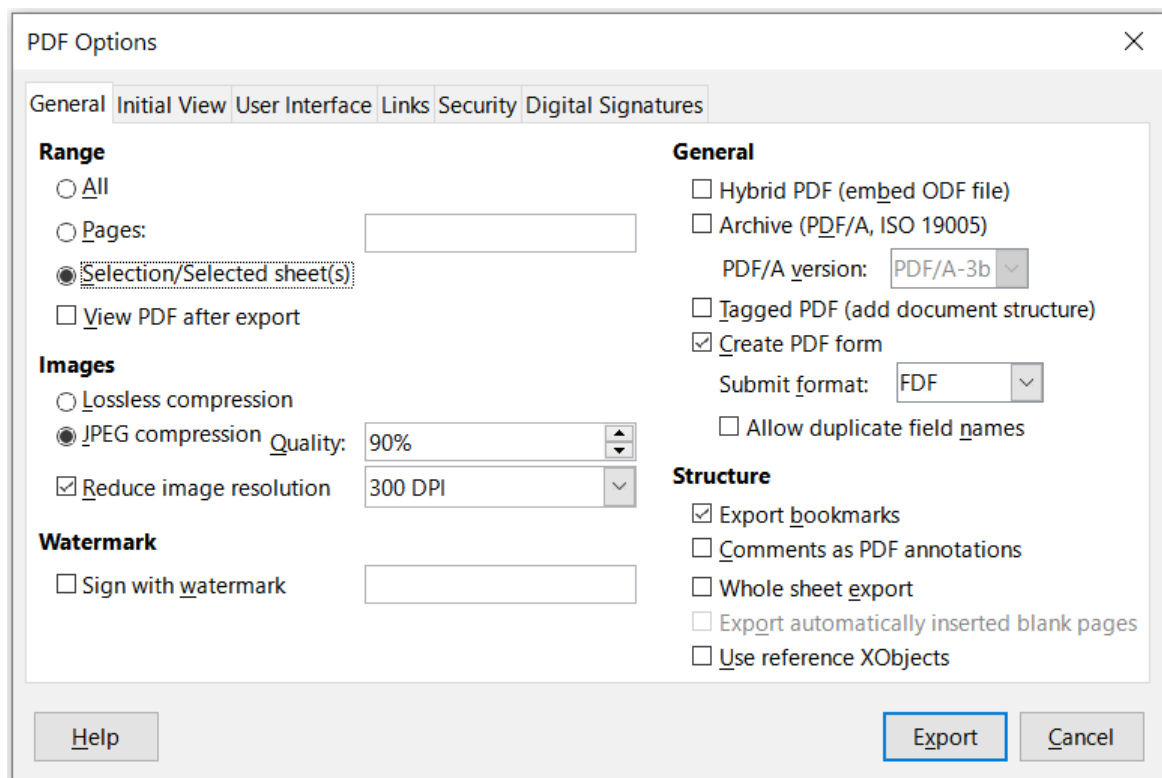 PDF Options
General Initial View User Interface Links Security Digital Signatures
Range
All
Pages:
Selection/Selected sheet(s)
View PDF after export
Images
Lossless compression
JPEG compression Quality: 90%
Reduce image resolution 300 DPI
Watermark
Sign with watermark
General
Hybrid PDF (embed ODF file)
Archive (PDF/A, ISO 19005)
PDF/A version: PDF/A-3b
Tagged PDF (add document structure)
Create PDF form
Submit format: FDF
Allow duplicate field names
Structure
Export bookmarks
Comments as PDF annotations
Whole sheet export
Export automatically inserted blank pages
Use reference XObjects
Help Export Cancel